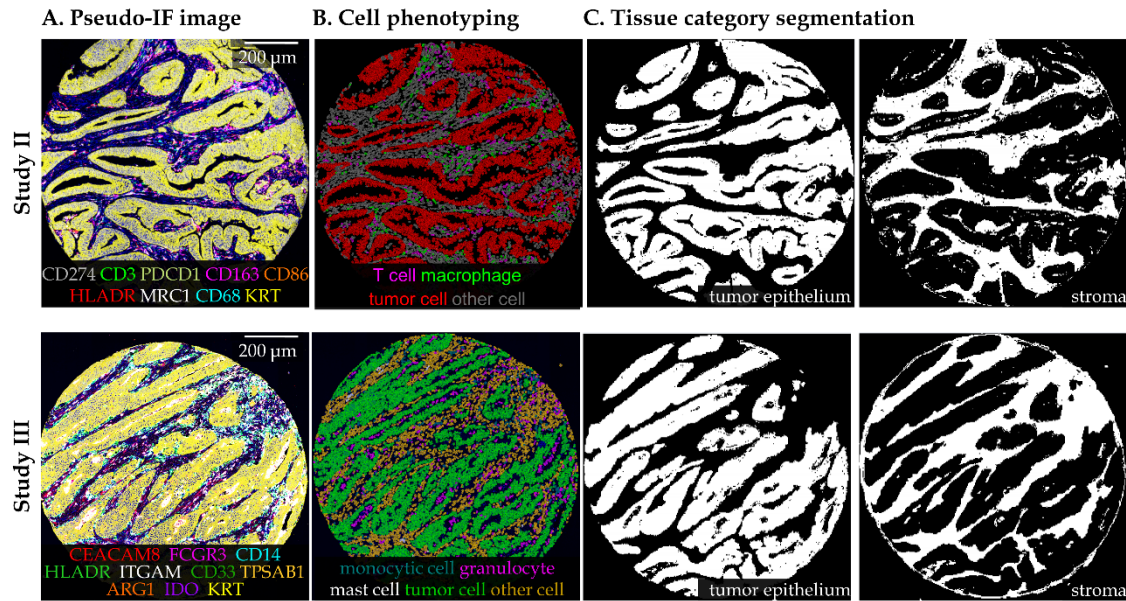 A. Pseudo-IF image
B. Cell phenotyping
C. Tissue category segmentation
Study II
200 µm
CD274 CD3 PDCD1 CD163 CD86
HLADR MRC1 CD68 KRT
T cell macrophage
tumor cell other cell
tumor epithelium
stroma
Study III
200 µm
CEACAM8 FCGR3 CD14
HLADR ITGAM CD33 TPSAB1
ARG1 IDO KRT
monocytic cell granulocyte
mast cell tumor cell other cell
tumor epithelium
stroma